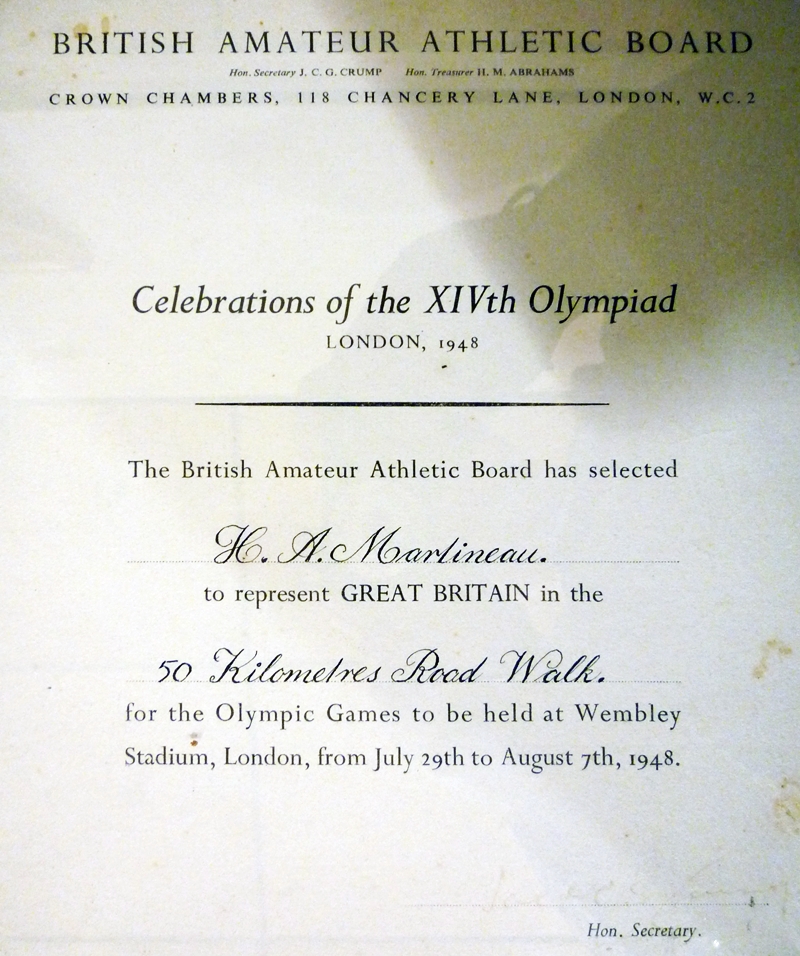 BRITISH AMATEUR ATHLETIC BOARD
Hon. Secretary J. C. G. CRUMP Hon. Treasurer H. M. ABRAHAMS
CROWN CHAMBERS, 118 CHANCERY LANE, LONDON, W.C.2
Celebrations of the XIVth Olympiad
LONDON, 1948
The British Amateur Athletic Board has selected
H. A. Martineau.
to represent GREAT BRITAIN in the
50 Kilometres Road Walk.
for the Olympic Games to be held at Wembley
Stadium, London, from July 29th to August 7th, 1948.
Hon. Secretary.